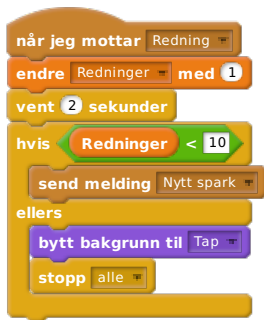 når jeg mottar Redning
endre Redninger med 1
vent 2 sekunder
hvis Redninger < 10
send melding Nytt spark
ellers
bytt bakgrunn til Tap
stopp alle